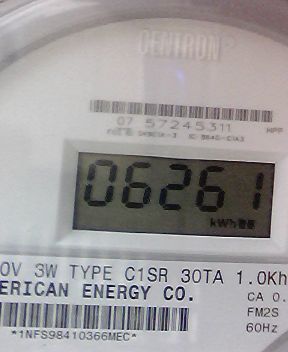 CENTRON
07 57245311
HPP
06261
kWh
0V 3W TYPE C1SR 30TA 1.0Kh
ERICAN ENERGY CO.
CA 0.
FM2S
60Hz
*1NFS98410366MEC*